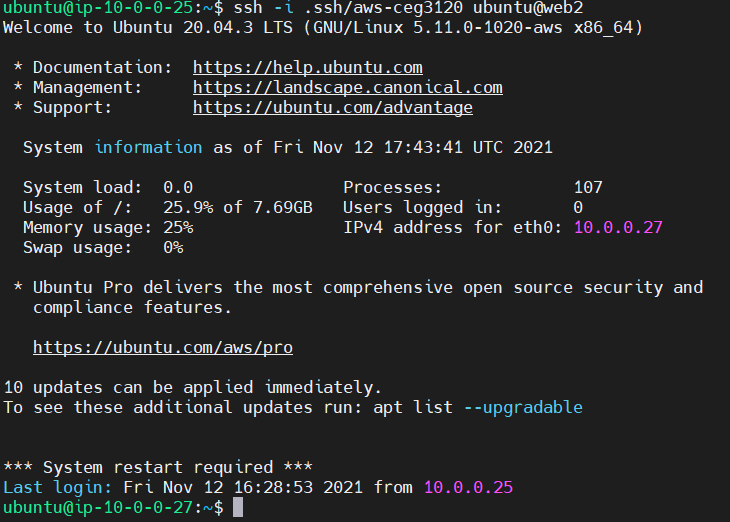 ubuntu@ip-10-0-0-25:~$ ssh -i .ssh/aws-ceg3120 ubuntu@web2
Welcome to Ubuntu 20.04.3 LTS (GNU/Linux 5.11.0-1020-aws x86_64)
* Documentation: https://help.ubuntu.com
* Management: https://landscape.canonical.com
* Support: https://ubuntu.com/advantage
System information as of Fri Nov 12 17:43:41 UTC 2021
System load: 0.0 Processes: 107
Usage of /: 25.9% of 7.69GB Users logged in: 0
Memory usage: 25% IPv4 address for eth0: 10.0.0.27
Swap usage: 0%
* Ubuntu Pro delivers the most comprehensive open source security and
compliance features.
https://ubuntu.com/aws/pro
10 updates can be applied immediately.
To see these additional updates run: apt list --upgradable
*** System restart required ***
Last login: Fri Nov 12 16:28:53 2021 from 10.0.0.25
ubuntu@ip-10-0-0-27:~$